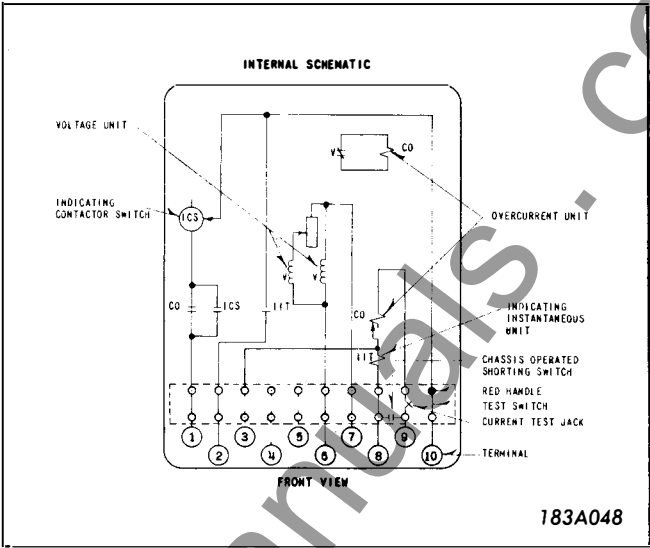 INTERNAL SCHEMATIC
VOLTAGE UNIT
V
CO
INDICATING
CONTACTOR SWITCH
ICS
OVERCURRENT UNIT
V
V
CO
ICS
IIT
CO
IIT
INDICATING
INSTANTANEOUS
UNIT
CHASSIS OPERATED
SHORTING SWITCH
RED HANDLE
TEST SWITCH
CURRENT TEST JACK
1
3
5
7
9
2
4
6
8
10
TERMINAL
FRONT VIEW
183A048